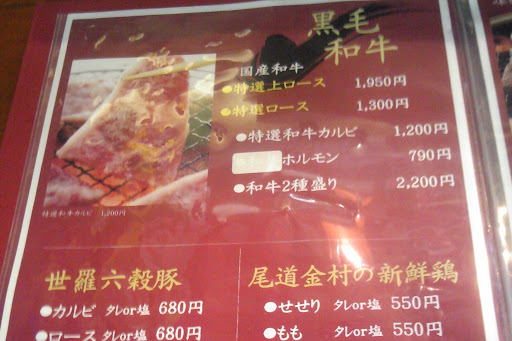 黒毛
和牛
国産和牛
●特選上ロース 1,950円
●特選ロース 1,300円
●特選和牛カルビ 1,200円
ホルモン 790円
●和牛2種盛り 2,200円
特選和牛カルビ 1,200円
世羅六穀豚
●カルビ タレor塩 680円
●ロース タレor塩 680円
尾道金村の新鮮鶏
●せせり タレor塩 550円
●もも タレor塩 550円